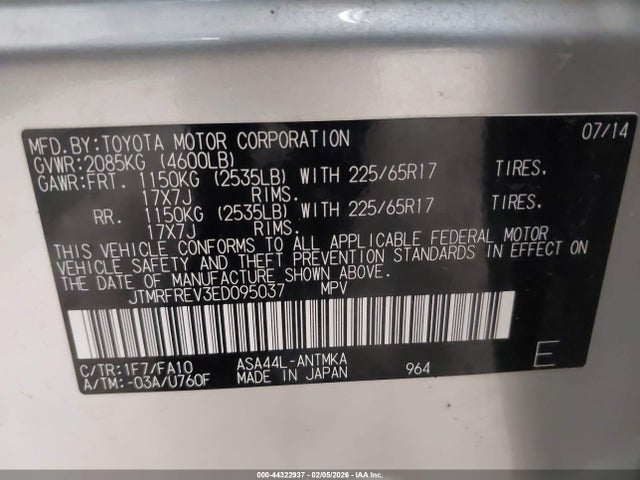 MFD.BY:TOYOTA MOTOR CORPORATION 07/14
GVWR:2085KG (4600LB)
GAWR:FRT. 1150KG (2535LB) WITH 225/65R17 TIRES.
17X7J RIMS.
RR. 1150KG (2535LB) WITH 225/65R17 TIRES.
17X7J RIMS.
THIS VEHICLE CONFORMS TO ALL APPLICABLE FEDERAL MOTOR
VEHICLE SAFETY AND THEFT PREVENTION STANDARDS IN EFFECT ON
THE DATE OF MANUFACTURE SHOWN ABOVE.
JTMRFREV3ED095037 MPV
C/TR:1F7/FA10 ASA44L-ANTMKA
A/TM:-03A/U760F MADE IN JAPAN 964 E
000-44322937 - 02/05/2026 - IAA Inc.